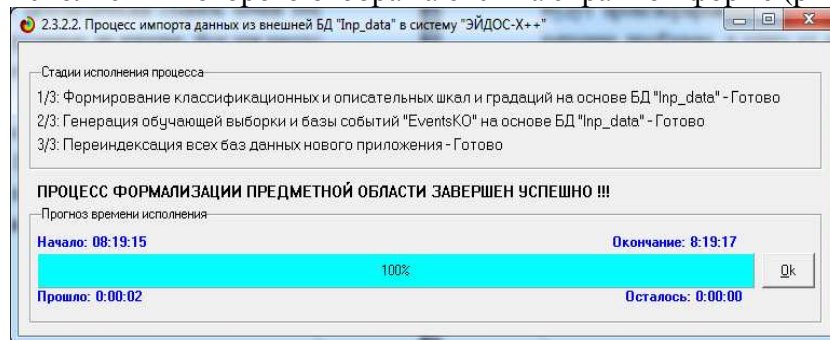 2.3.2.2. Процесс импорта данных из внешней БД "Inp_data" в систему "ЭЙДОС-X++"
Стадии исполнения процесса
1/3: Формирование классификационных и описательных шкал и градаций на основе БД "Inp_data" - Готово
2/3: Генерация обучающей выборки и базы событий "EventsKO" на основе БД "Inp_data" - Готово
3/3: Переиндексация всех баз данных нового приложения - Готово
ПРОЦЕСС ФОРМАЛИЗАЦИИ ПРЕДМЕТНОЙ ОБЛАСТИ ЗАВЕРШЕН УСПЕШНО !!!
Прогноз времени исполнения
Начало: 08:19:15 Окончание: 8:19:17
100% Ok
Прошло: 0:00:02 Осталось: 0:00:00